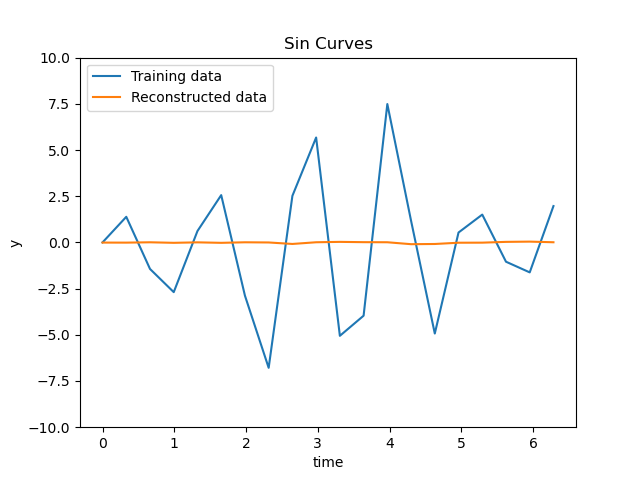 Sin Curves
Training data
Reconstructed data
10.0
7.5
5.0
2.5
0.0
−2.5
−5.0
−7.5
−10.0
y
0 1 2 3 4 5 6
time